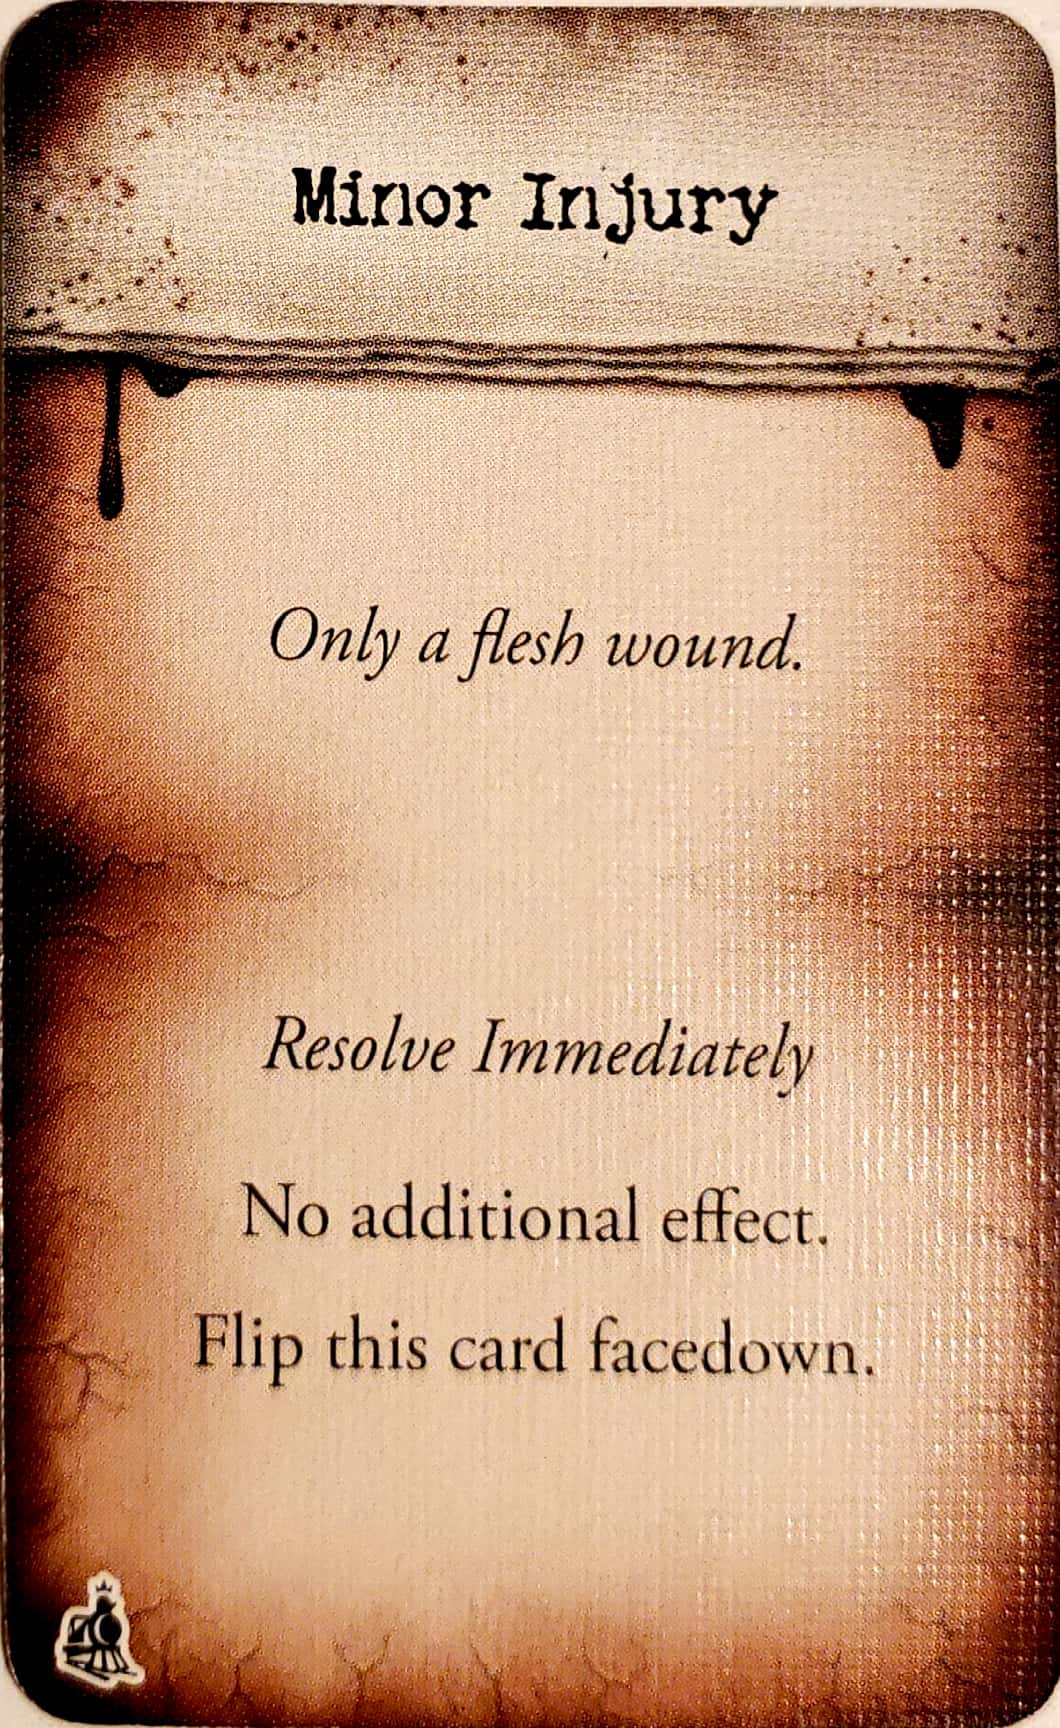 Minor Injury
Only a flesh wound.
Resolve Immediately
No additional effect.
Flip this card facedown.